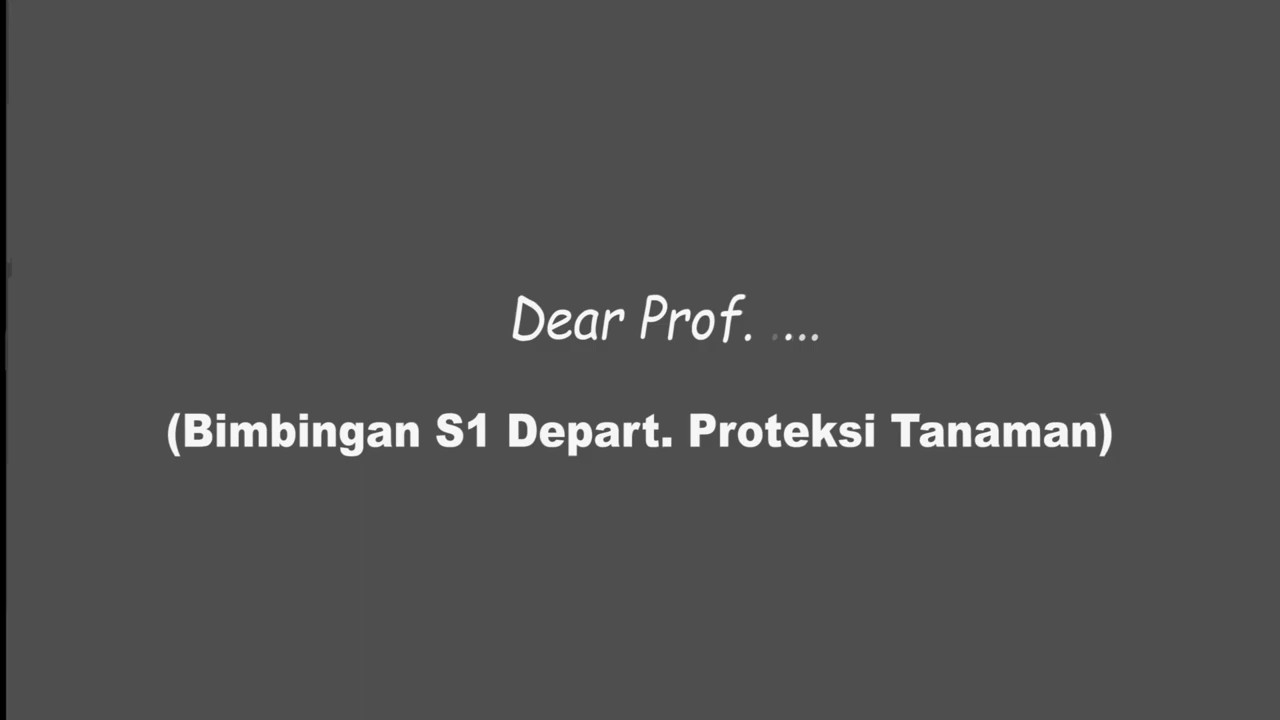 Dear Prof. ....
(Bimbingan S1 Depart. Proteksi Tanaman)